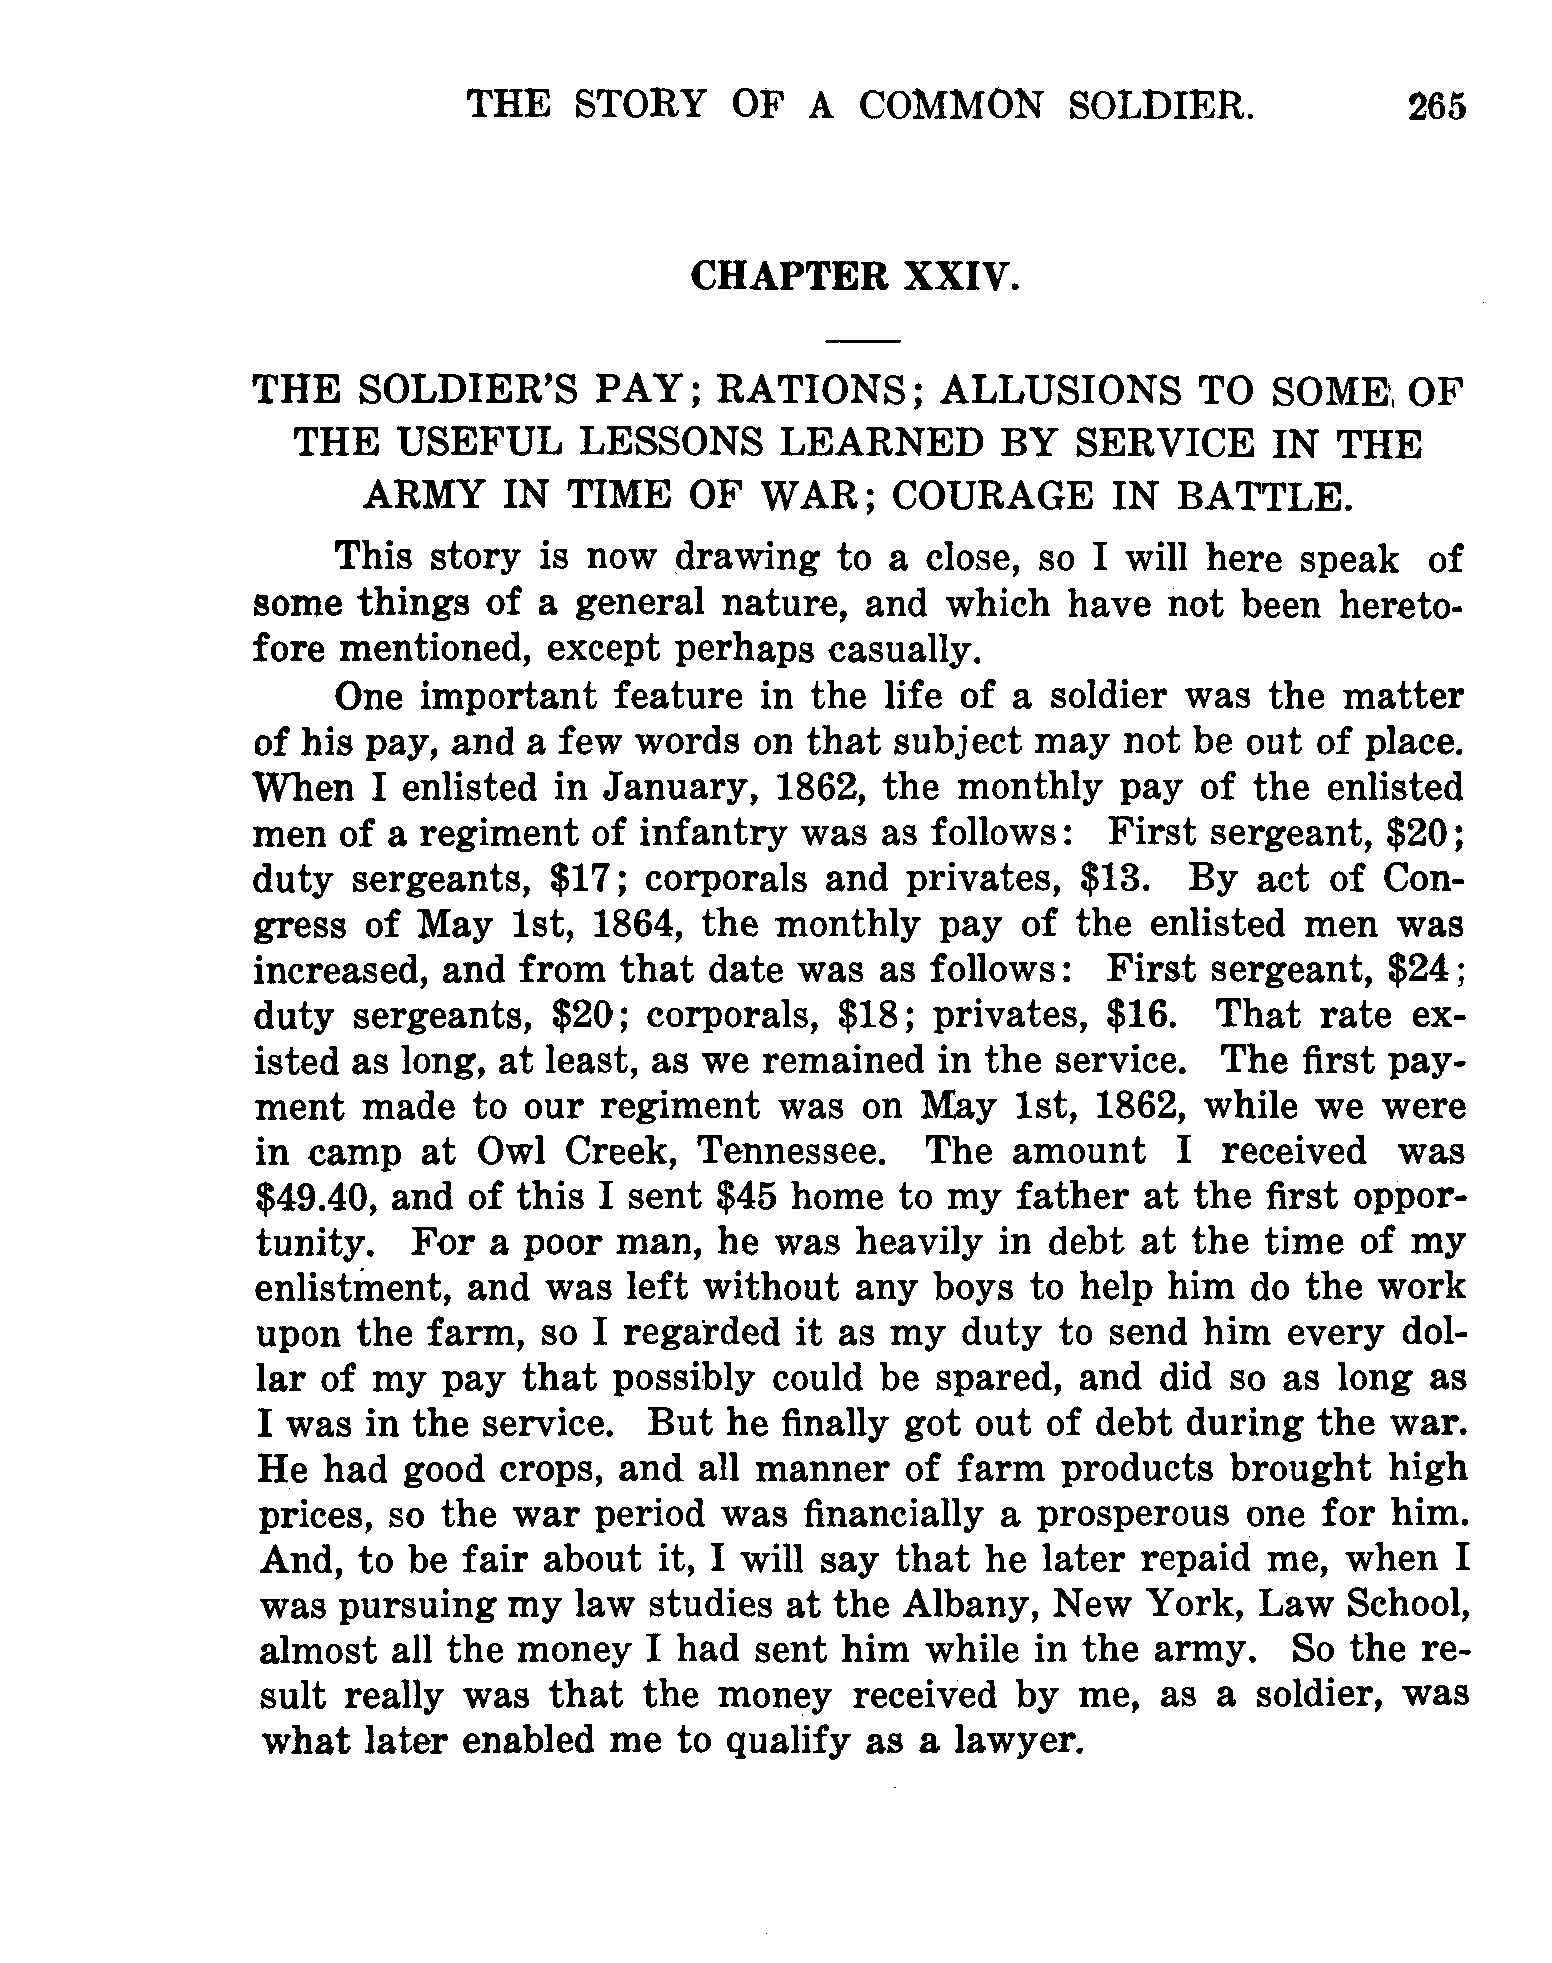 THE STORY OF A COMMON SOLDIER. 265
CHAPTER XXIV.
THE SOLDIER'S PAY; RATIONS; ALLUSIONS TO SOME OF
THE USEFUL LESSONS LEARNED BY SERVICE IN THE
ARMY IN TIME OF WAR; COURAGE IN BATTLE.
This story is now drawing to a close, so I will here speak of
some things of a general nature, and which have not been hereto-
fore mentioned, except perhaps casually.
One important feature in the life of a soldier was the matter
of his pay, and a few words on that subject may not be out of place.
When I enlisted in January, 1862, the monthly pay of the enlisted
men of a regiment of infantry was as follows: First sergeant, $20;
duty sergeants, $17; corporals and privates, $13. By act of Con-
gress of May 1st, 1864, the monthly pay of the enlisted men was
increased, and from that date was as follows: First sergeant, $24;
duty sergeants, $20; corporals, $18; privates, $16. That rate ex-
isted as long, at least, as we remained in the service. The first pay-
ment made to our regiment was on May 1st, 1862, while we were
in camp at Owl Creek, Tennessee. The amount I received was
$49.40, and of this I sent $45 home to my father at the first oppor-
tunity. For a poor man, he was heavily in debt at the time of my
enlistment, and was left without any boys to help him do the work
upon the farm, so I regarded it as my duty to send him every dol-
lar of my pay that possibly could be spared, and did so as long as
I was in the service. But he finally got out of debt during the war.
He had good crops, and all manner of farm products brought high
prices, so the war period was financially a prosperous one for him.
And, to be fair about it, I will say that he later repaid me, when I
was pursuing my law studies at the Albany, New York, Law School,
almost all the money I had sent him while in the army. So the re-
sult really was that the money received by me, as a soldier, was
what later enabled me to qualify as a lawyer.